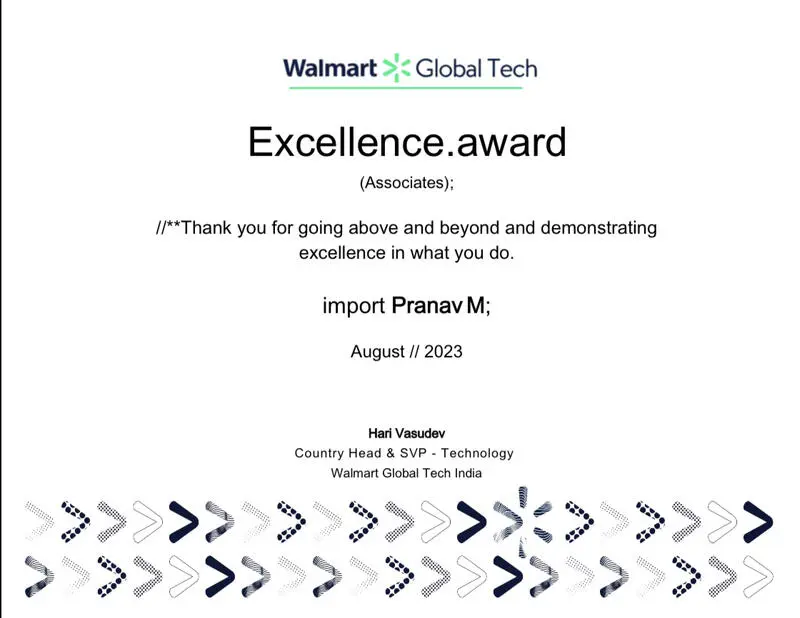 Walmart Global Tech
Excellence.award
(Associates);
//**Thank you for going above and beyond and demonstrating
excellence in what you do.
import Pranav M;
August // 2023
Hari Vasudev
Country Head & SVP - Technology
Walmart Global Tech India